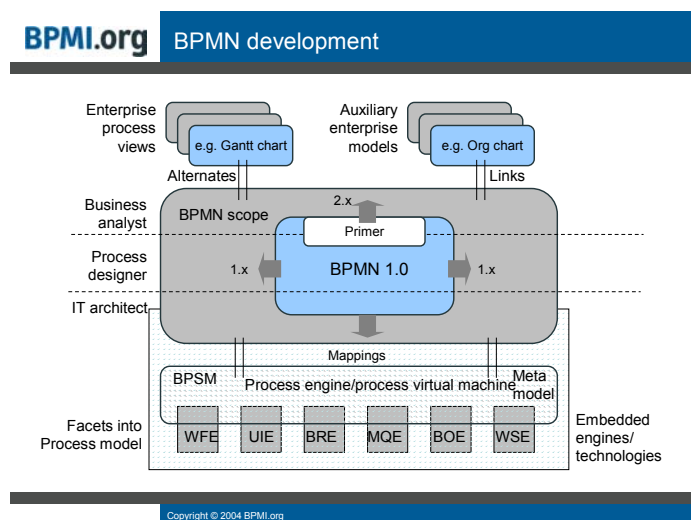 BPMI.org
BPMN development
Enterprise
process
views
e.g. Gantt chart
Auxiliary
enterprise
models
e.g. Org chart
Alternates
Links
Business
analyst
BPMN scope
2.x
Primer
Process
designer
1.x
BPMN 1.0
1.x
IT architect
Mappings
BPSM
Process engine/process virtual machine
Meta
model
Facets into
Process model
WFE
UIE
BRE
MQE
BOE
WSE
Embedded
engines/
technologies
Copyright © 2004 BPMI.org